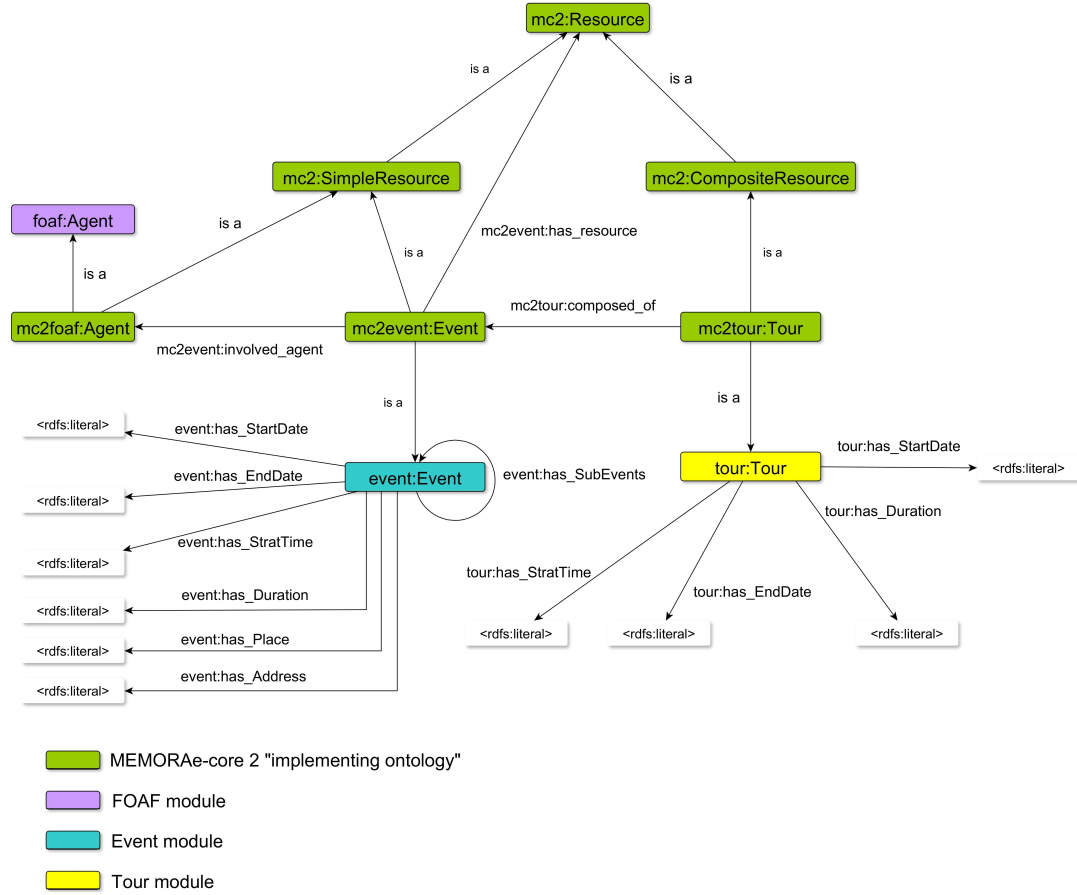 mc2:Resource
is a
is a
mc2:SimpleResource
mc2:CompositeResource
foaf:Agent
is a
mc2event:has_resource
is a
is a
is a
mc2tour:composed_of
mc2foaf:Agent
mc2event:Event
mc2tour:Tour
mc2event:involved_agent
is a
is a
<rdfs:literal>
event:has_StartDate
tour:has_StartDate
event:has_EndDate
event:Event
event:has_SubEvents
tour:Tour
<rdfs:literal>
<rdfs:literal>
tour:has_Duration
event:has_StratTime
<rdfs:literal>
tour:has_StratTime
event:has_Duration
tour:has_EndDate
<rdfs:literal>
event:has_Place
<rdfs:literal>
<rdfs:literal>
<rdfs:literal>
<rdfs:literal>
event:has_Address
<rdfs:literal>
MEMORAe-core 2 "implementing ontology"
FOAF module
Event module
Tour module